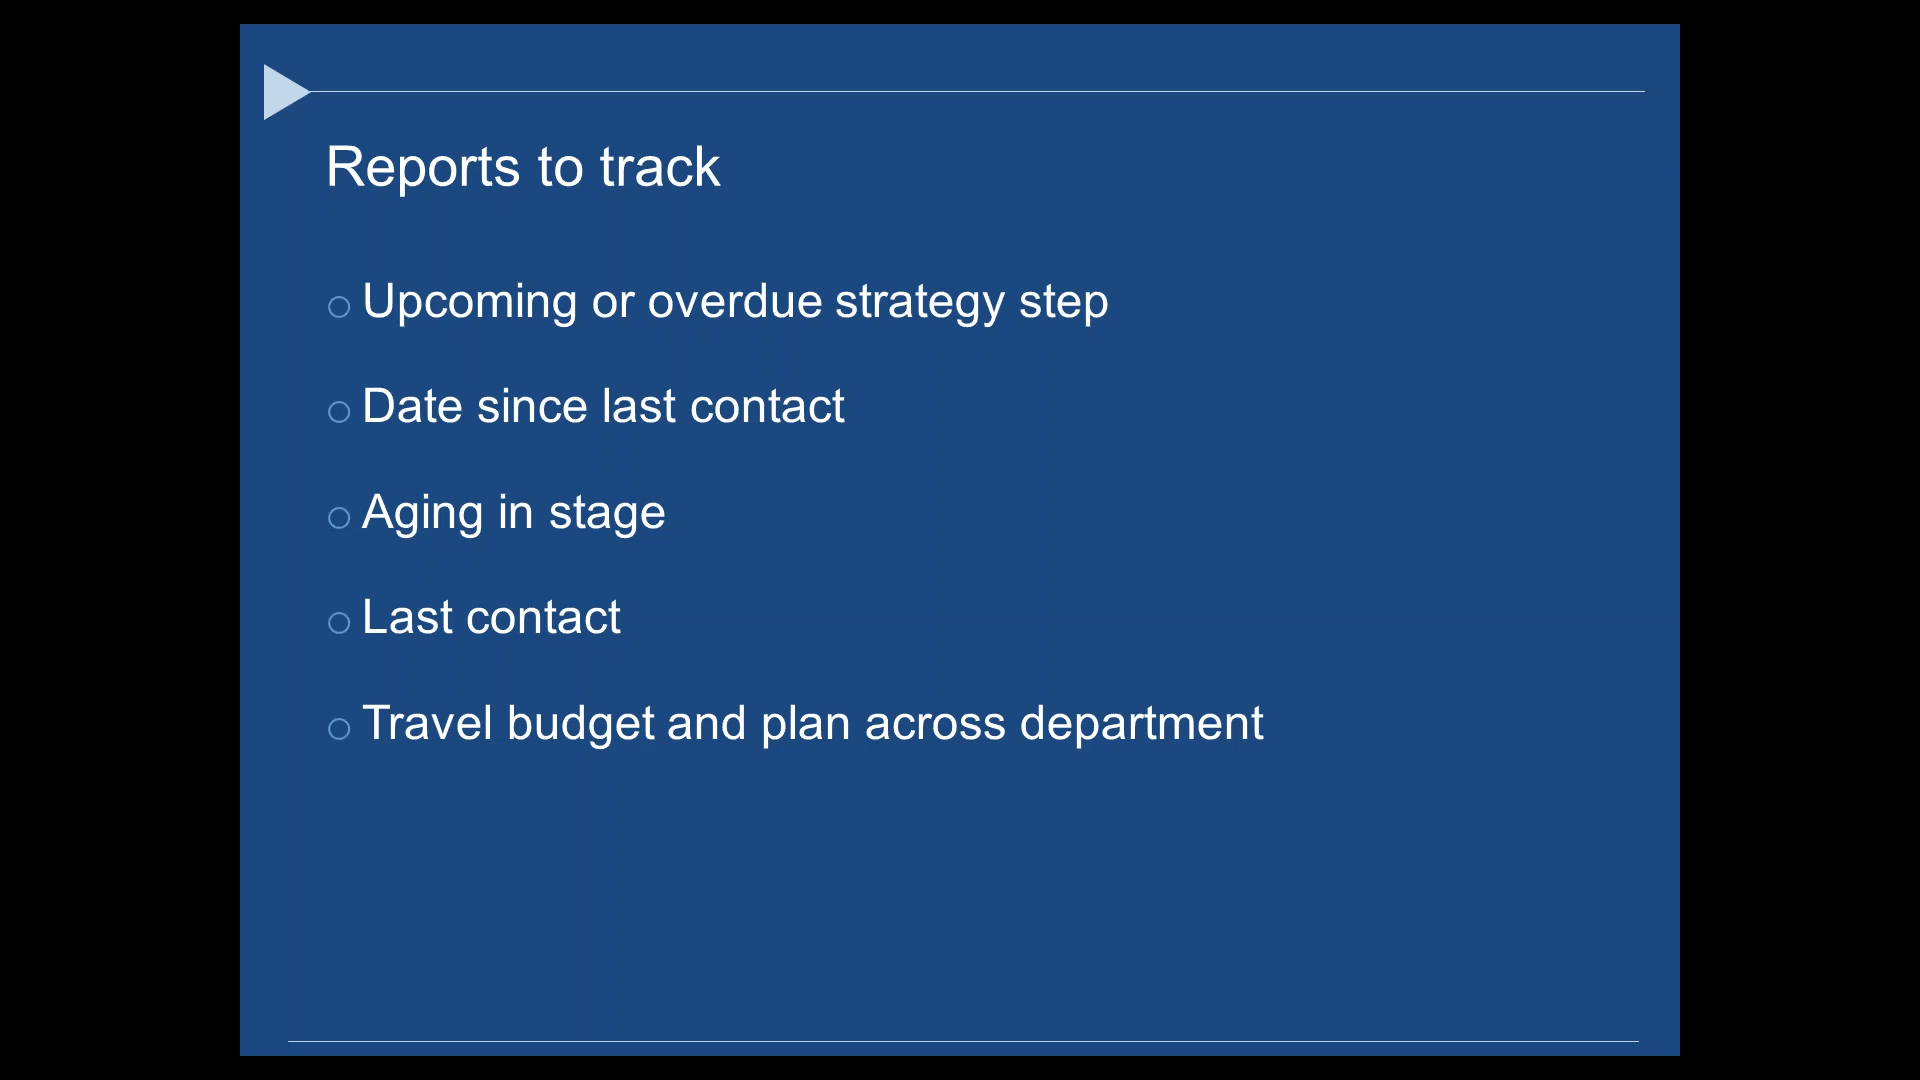 Reports to track
Upcoming or overdue strategy step
Date since last contact
Aging in stage
Last contact
Travel budget and plan across department